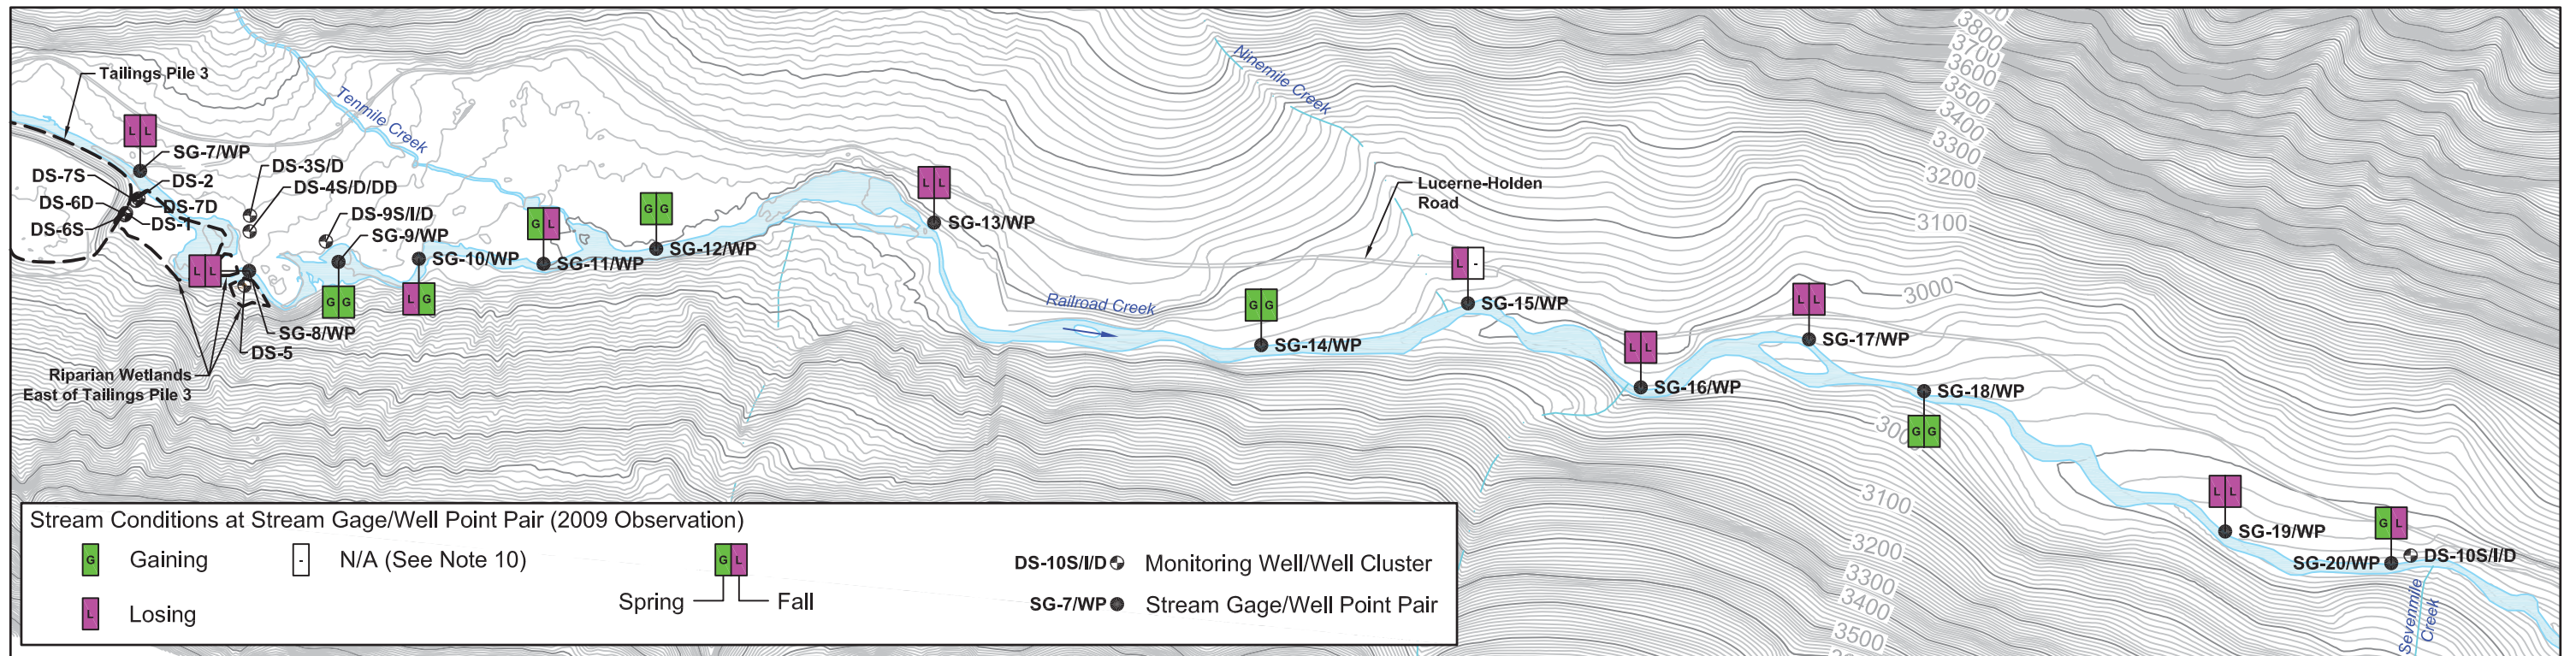 3800
3700
3600
3500
3400
3300
3200
3100
3000
Ninemile Creek
Tenmile Creek
Tailings Pile 3
L L
SG-7/WP
DS-7S
DS-2
DS-3S/D
DS-6D
DS-7D
DS-4S/D/DD
DS-6S
DS-1
DS-9S/I/D
SG-9/WP
L L
G G
SG-10/WP
L G
G L
SG-11/WP
G G
SG-12/WP
L L
SG-13/WP
Lucerne-Holden
Road
SG-8/WP
DS-5
Riparian Wetlands
East of Tailings Pile 3
Railroad Creek
G G
SG-14/WP
L -
SG-15/WP
L L
SG-16/WP
L L
SG-17/WP
SG-18/WP
G G
300
3100
3200
3300
3400
3500
L L
SG-19/WP
G L
SG-20/WP
DS-10S/I/D
Sevenmile
Creek
Stream Conditions at Stream Gage/Well Point Pair (2009 Observation)
G Gaining
- N/A (See Note 10)
G L
Spring Fall
DS-10S/I/D Monitoring Well/Well Cluster
L Losing
SG-7/WP Stream Gage/Well Point Pair